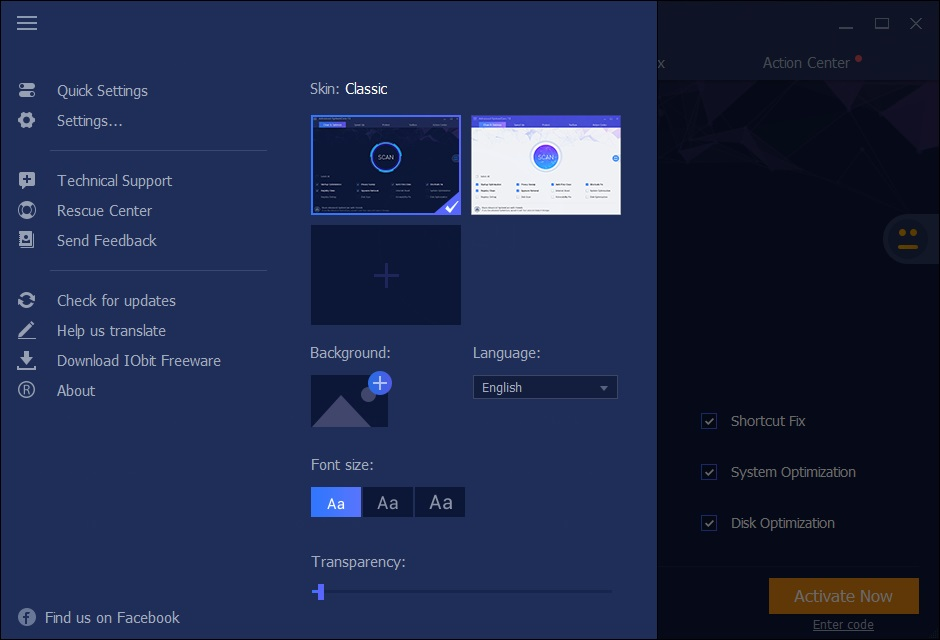 Action Center
Quick Settings
Settings...
Technical Support
Rescue Center
Send Feedback
Check for updates
Help us translate
Download IObit Freeware
About
Find us on Facebook
Skin: Classic
SCAN
SCAN
Background:
Language:
English
Font size:
Aa Aa Aa
Transparency:
Shortcut Fix
System Optimization
Disk Optimization
Activate Now
Enter code